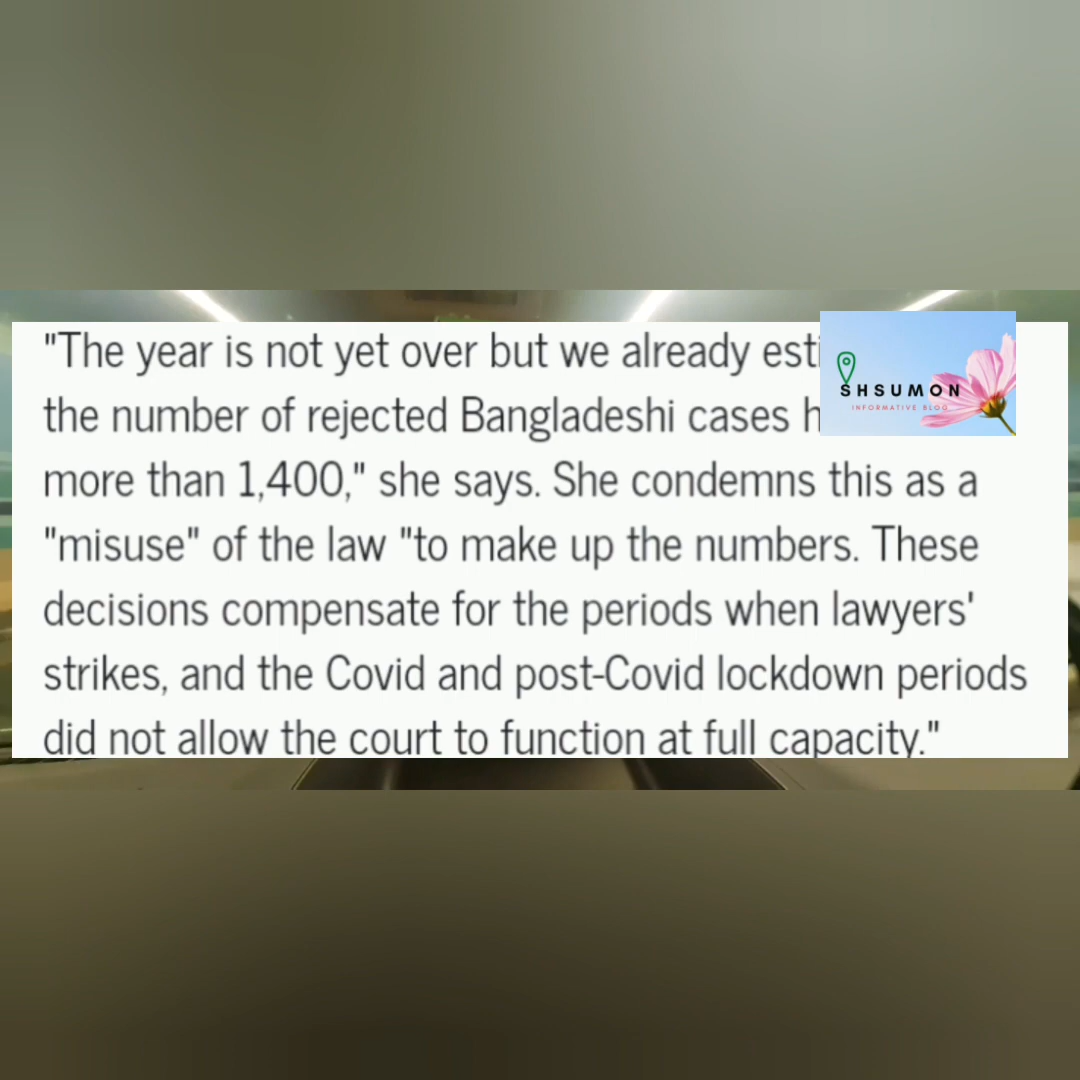 "The year is not yet over but we already
the number of rejected Bangladeshi cases
more than 1,400," she says. She condemns this as a
"misuse" of the law "to make up the numbers. These
decisions compensate for the periods when lawyers'
strikes, and the Covid and post-Covid lockdown periods
did not allow the court to function at full capacity."
SHSUMON
INFORMATIVE BLOG